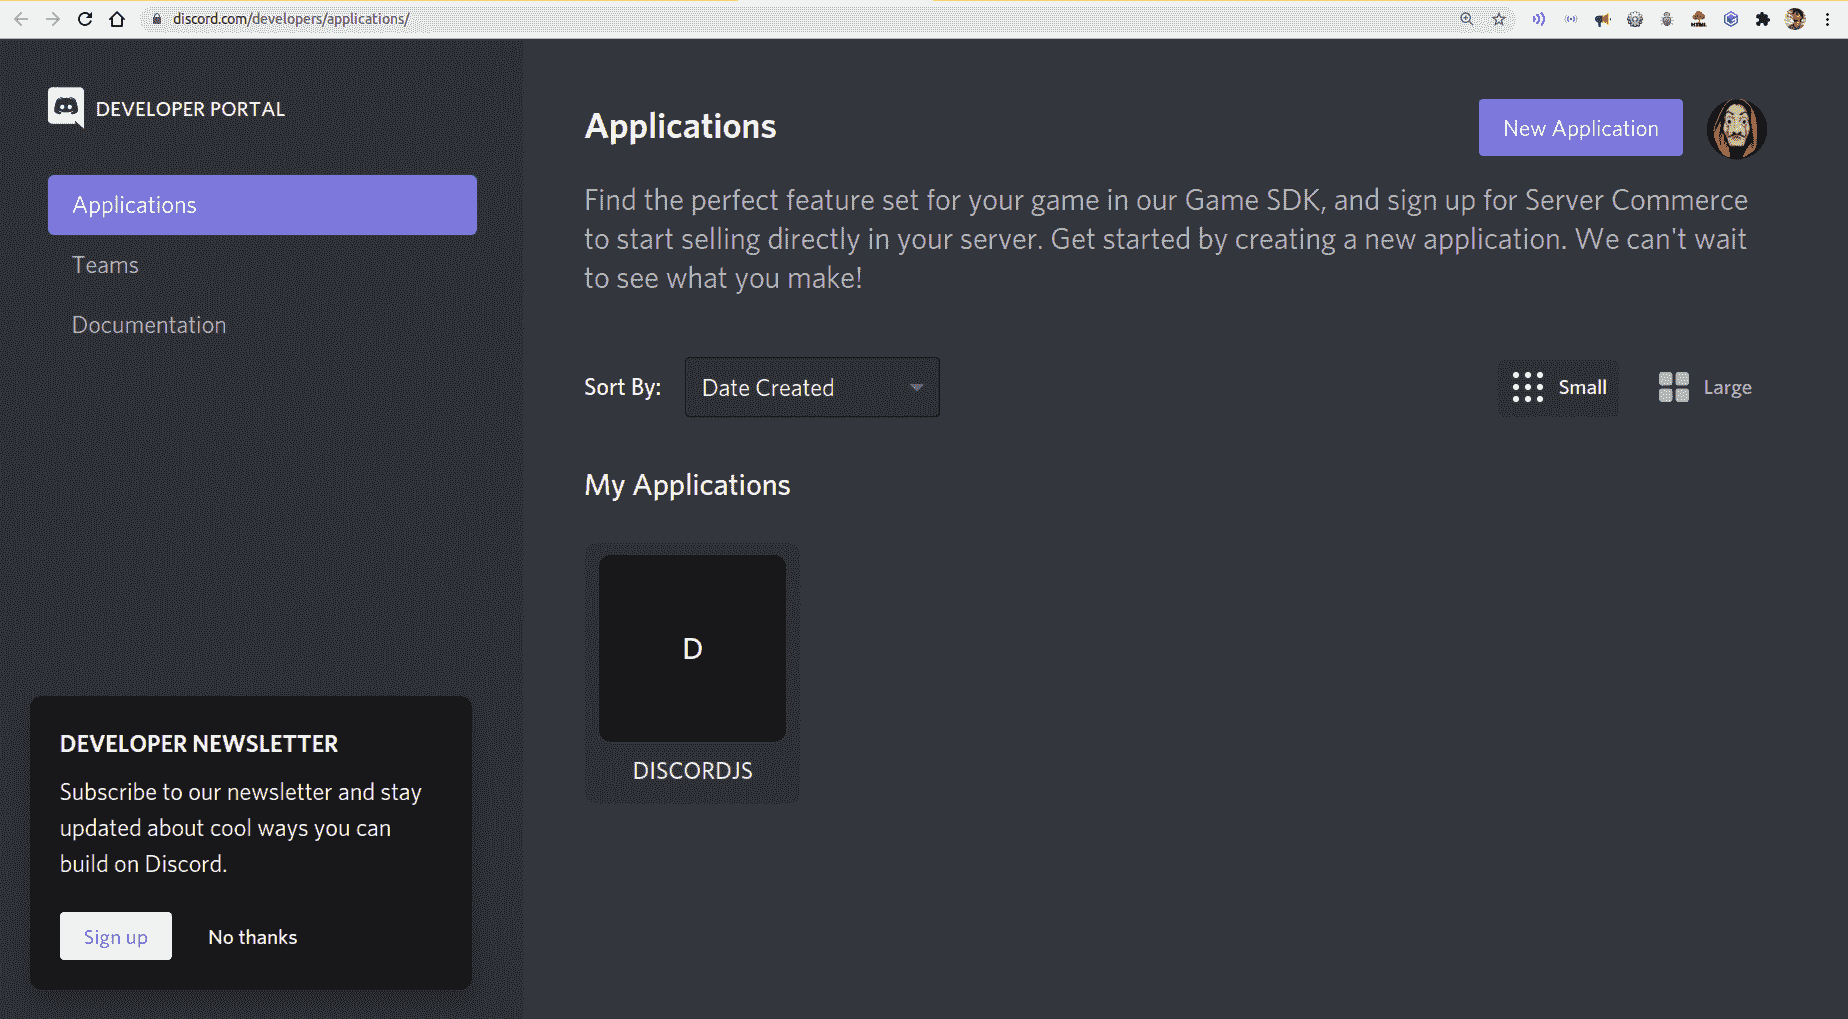 discord.com/developers/applications/
DEVELOPER PORTAL
Applications
Teams
Documentation
DEVELOPER NEWSLETTER
Subscribe to our newsletter and stay
updated about cool ways you can
build on Discord.
Sign up
No thanks
Applications
New Application
Find the perfect feature set for your game in our Game SDK, and sign up for Server Commerce
to start selling directly in your server. Get started by creating a new application. We can't wait
to see what you make!
Sort By:
Date Created
Small
Large
My Applications
D
DISCORDJS